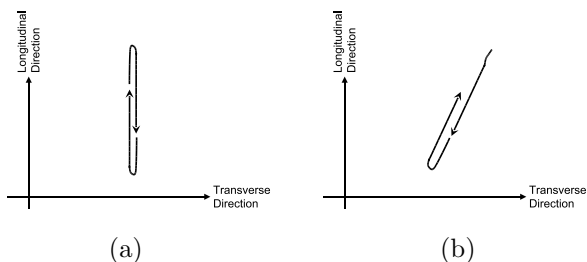 Longitudinal
Direction
Transverse
Direction
(a)
Longitudinal
Direction
Transverse
Direction
(b)